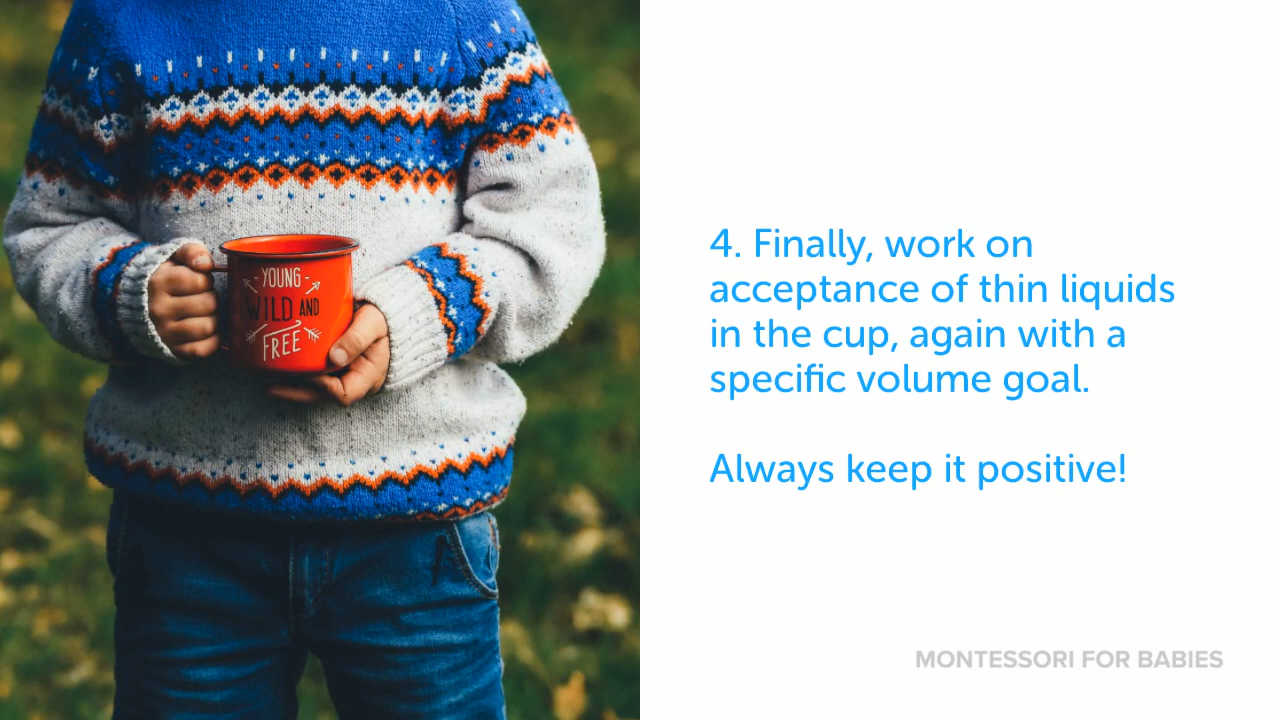 - YOUNG -
WILD AND
FREE
4. Finally, work on
acceptance of thin liquids
in the cup, again with a
specific volume goal.
Always keep it positive!
MONTESSORI FOR BABIES